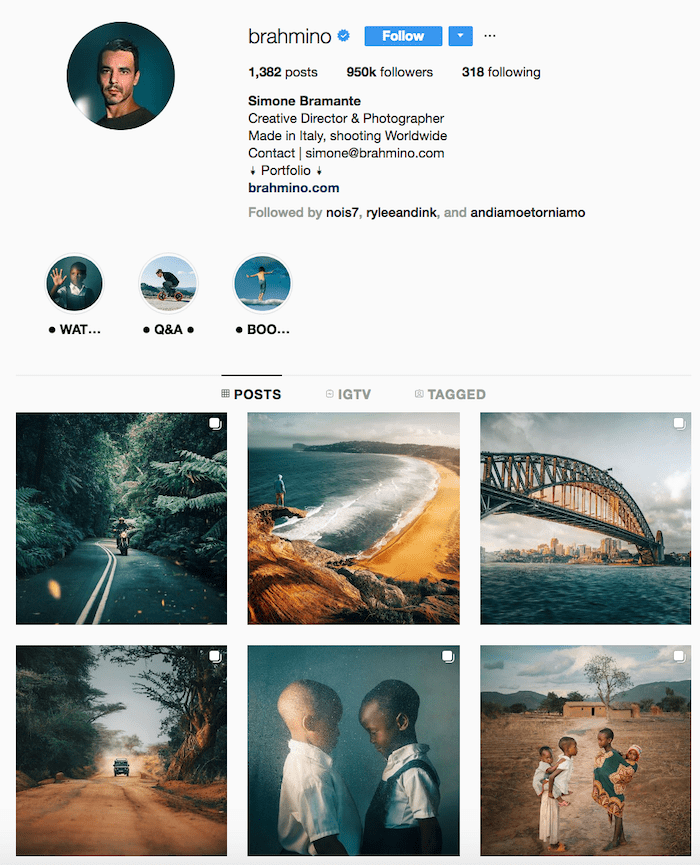 brahmino Follow ...
1,382 posts 950k followers 318 following
Simone Bramante
Creative Director & Photographer
Made in Italy, shooting Worldwide
Contact | simone@brahmino.com
↓ Portfolio ↓
brahmino.com
Followed by nois7, ryleeandink, and andiamoetorniamo
● WAT... ● Q&A ● ● BOO...
POSTS IGTV TAGGED